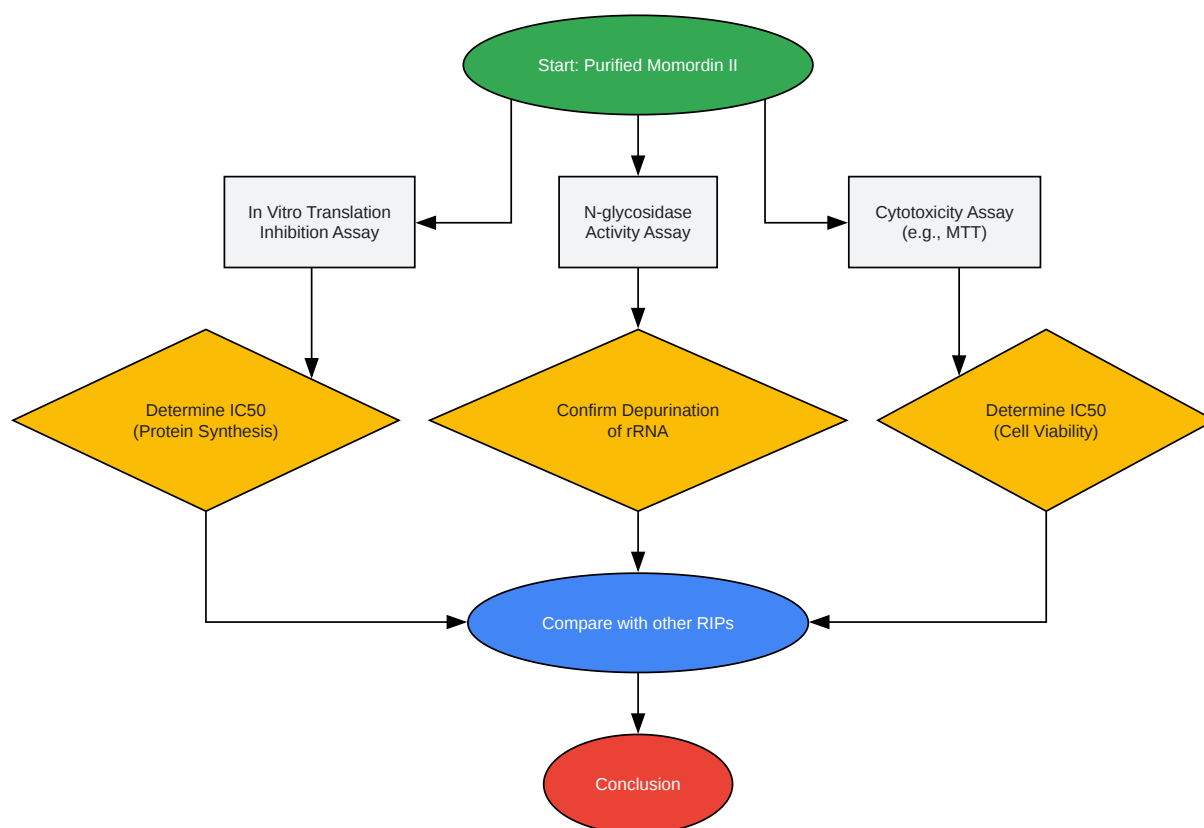 Start: Purified Momordin II
In Vitro Translation
Inhibition Assay
N-glycosidase
Activity Assay
Cytotoxicity Assay
(e.g., MTT)
Determine IC50
(Protein Synthesis)
Confirm Depurination
of rRNA
Determine IC50
(Cell Viability)
Compare with other RIPs
Conclusion